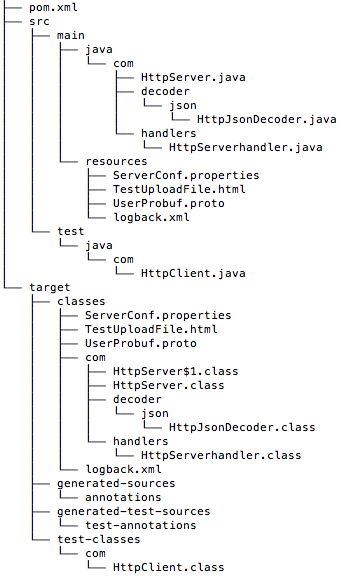 pom.xml
src
main
java
com
HttpServer.java
decoder
json
HttpJsonDecoder.java
handlers
HttpServerhandler.java
resources
ServerConf.properties
TestUploadFile.html
UserProbuf.proto
logback.xml
test
java
com
HttpClient.java
target
classes
ServerConf.properties
TestUploadFile.html
UserProbuf.proto
com
HttpServer$1.class
HttpServer.class
decoder
json
HttpJsonDecoder.class
handlers
HttpServerhandler.class
logback.xml
generated-sources
annotations
generated-test-sources
test-annotations
test-classes
com
HttpClient.class